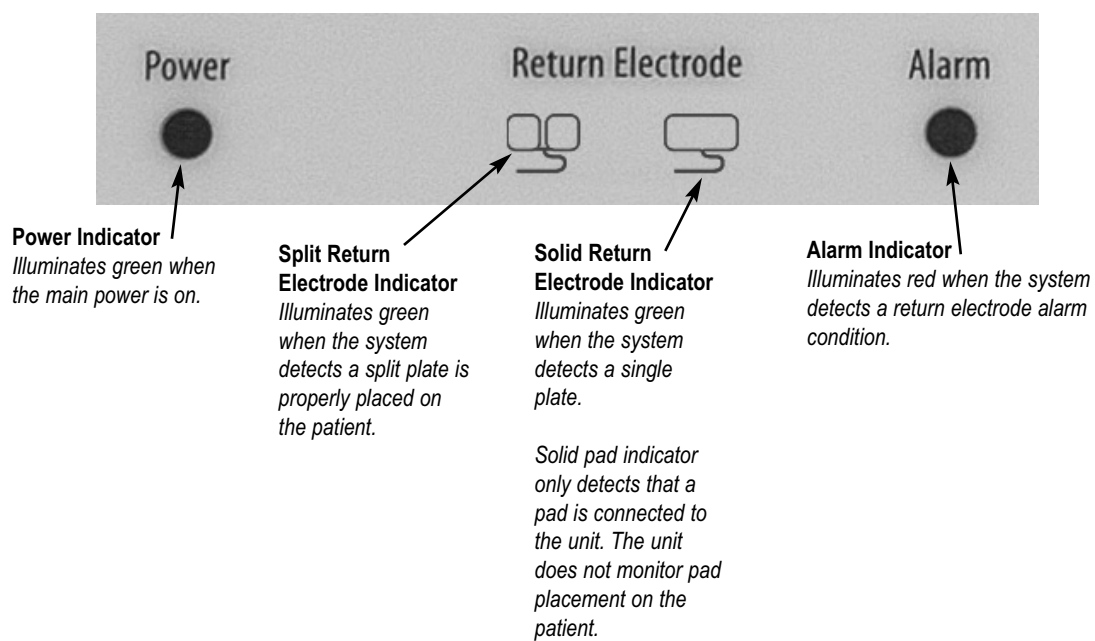 Power
Return Electrode
Alarm
Power Indicator
Illuminates green when
the main power is on.
Split Return
Electrode Indicator
Illuminates green
when the system
detects a split plate is
properly placed on
the patient.
Solid Return
Electrode Indicator
Illuminates green
when the system
detects a single
plate.
Solid pad indicator
only detects that a
pad is connected to
the unit. The unit
does not monitor pad
placement on the
patient.
Alarm Indicator
Illuminates red when the system
detects a return electrode alarm
condition.